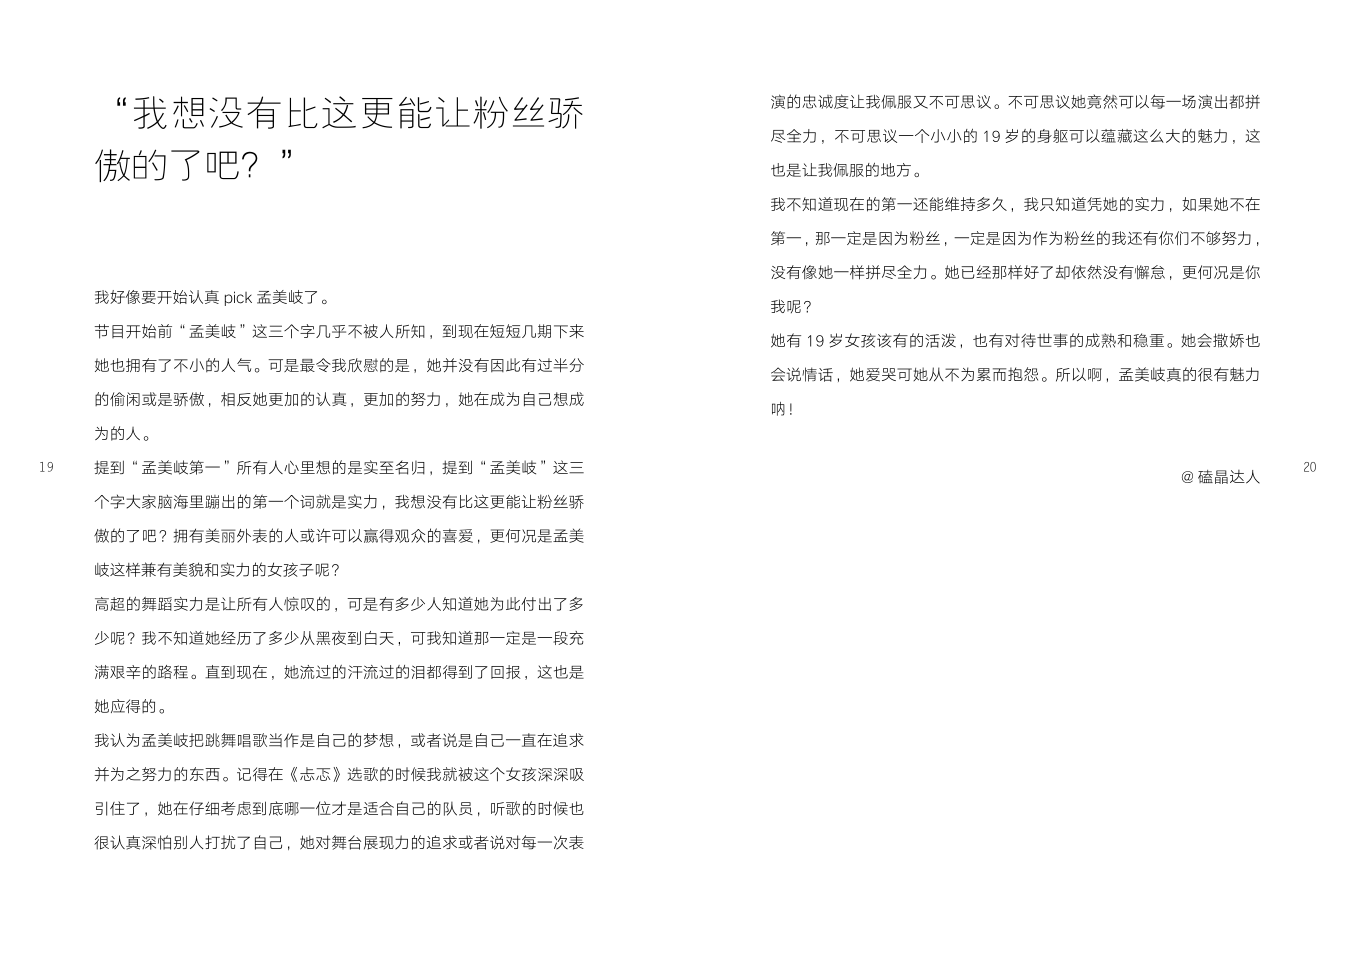 “我想没有比这更能让粉丝骄
傲的了吧？”
我好像要开始认真 pick 孟美岐了。
节目开始前“孟美岐”这三个字几乎不被人所知，到现在短短几期下来
她也拥有了不小的人气。可是最令我欣慰的是，她并没有因此有过半分
的偷闲或是骄傲，相反她更加的认真，更加的努力，她在成为自己想成
为的人。
提到“孟美岐第一”所有人心里想的是实至名归，提到“孟美岐”这三
个字大家脑海里蹦出的第一个词就是实力，我想没有比这更能让粉丝骄
傲的了吧？拥有美丽外表的人或许可以赢得观众的喜爱，更何况是孟美
岐这样兼有美貌和实力的女孩子呢？
高超的舞蹈实力是让所有人惊叹的，可是有多少人知道她为此付出了多
少呢？我不知道她经历了多少从黑夜到白天，可我知道那一定是一段充
满艰辛的路程。直到现在，她流过的汗流过的泪都得到了回报，这也是
她应得的。
我认为孟美岐把跳舞唱歌当作是自己的梦想，或者说是自己一直在追求
并为之努力的东西。记得在《忐忑》选歌的时候我就被这个女孩深深吸
引住了，她在仔细考虑到底哪一位才是适合自己的队员，听歌的时候也
很认真深怕别人打扰了自己，她对舞台展现力的追求或者说对每一次表
19
演的忠诚度让我佩服又不可思议。不可思议她竟然可以每一场演出都拼
尽全力，不可思议一个小小的 19 岁的身躯可以蕴藏这么大的魅力，这
也是让我佩服的地方。
我不知道现在的第一还能维持多久，我只知道凭她的实力，如果她不在
第一，那一定是因为粉丝，一定是因为作为粉丝的我还有你们不够努力，
没有像她一样拼尽全力。她已经那样好了却依然没有懈怠，更何况是你
我呢？
她有 19 岁女孩该有的活泼，也有对待世事的成熟和稳重。她会撒娇也
会说情话，她爱哭可她从不为累而抱怨。所以啊，孟美岐真的很有魅力
呐！
@ 磕晶达人
20